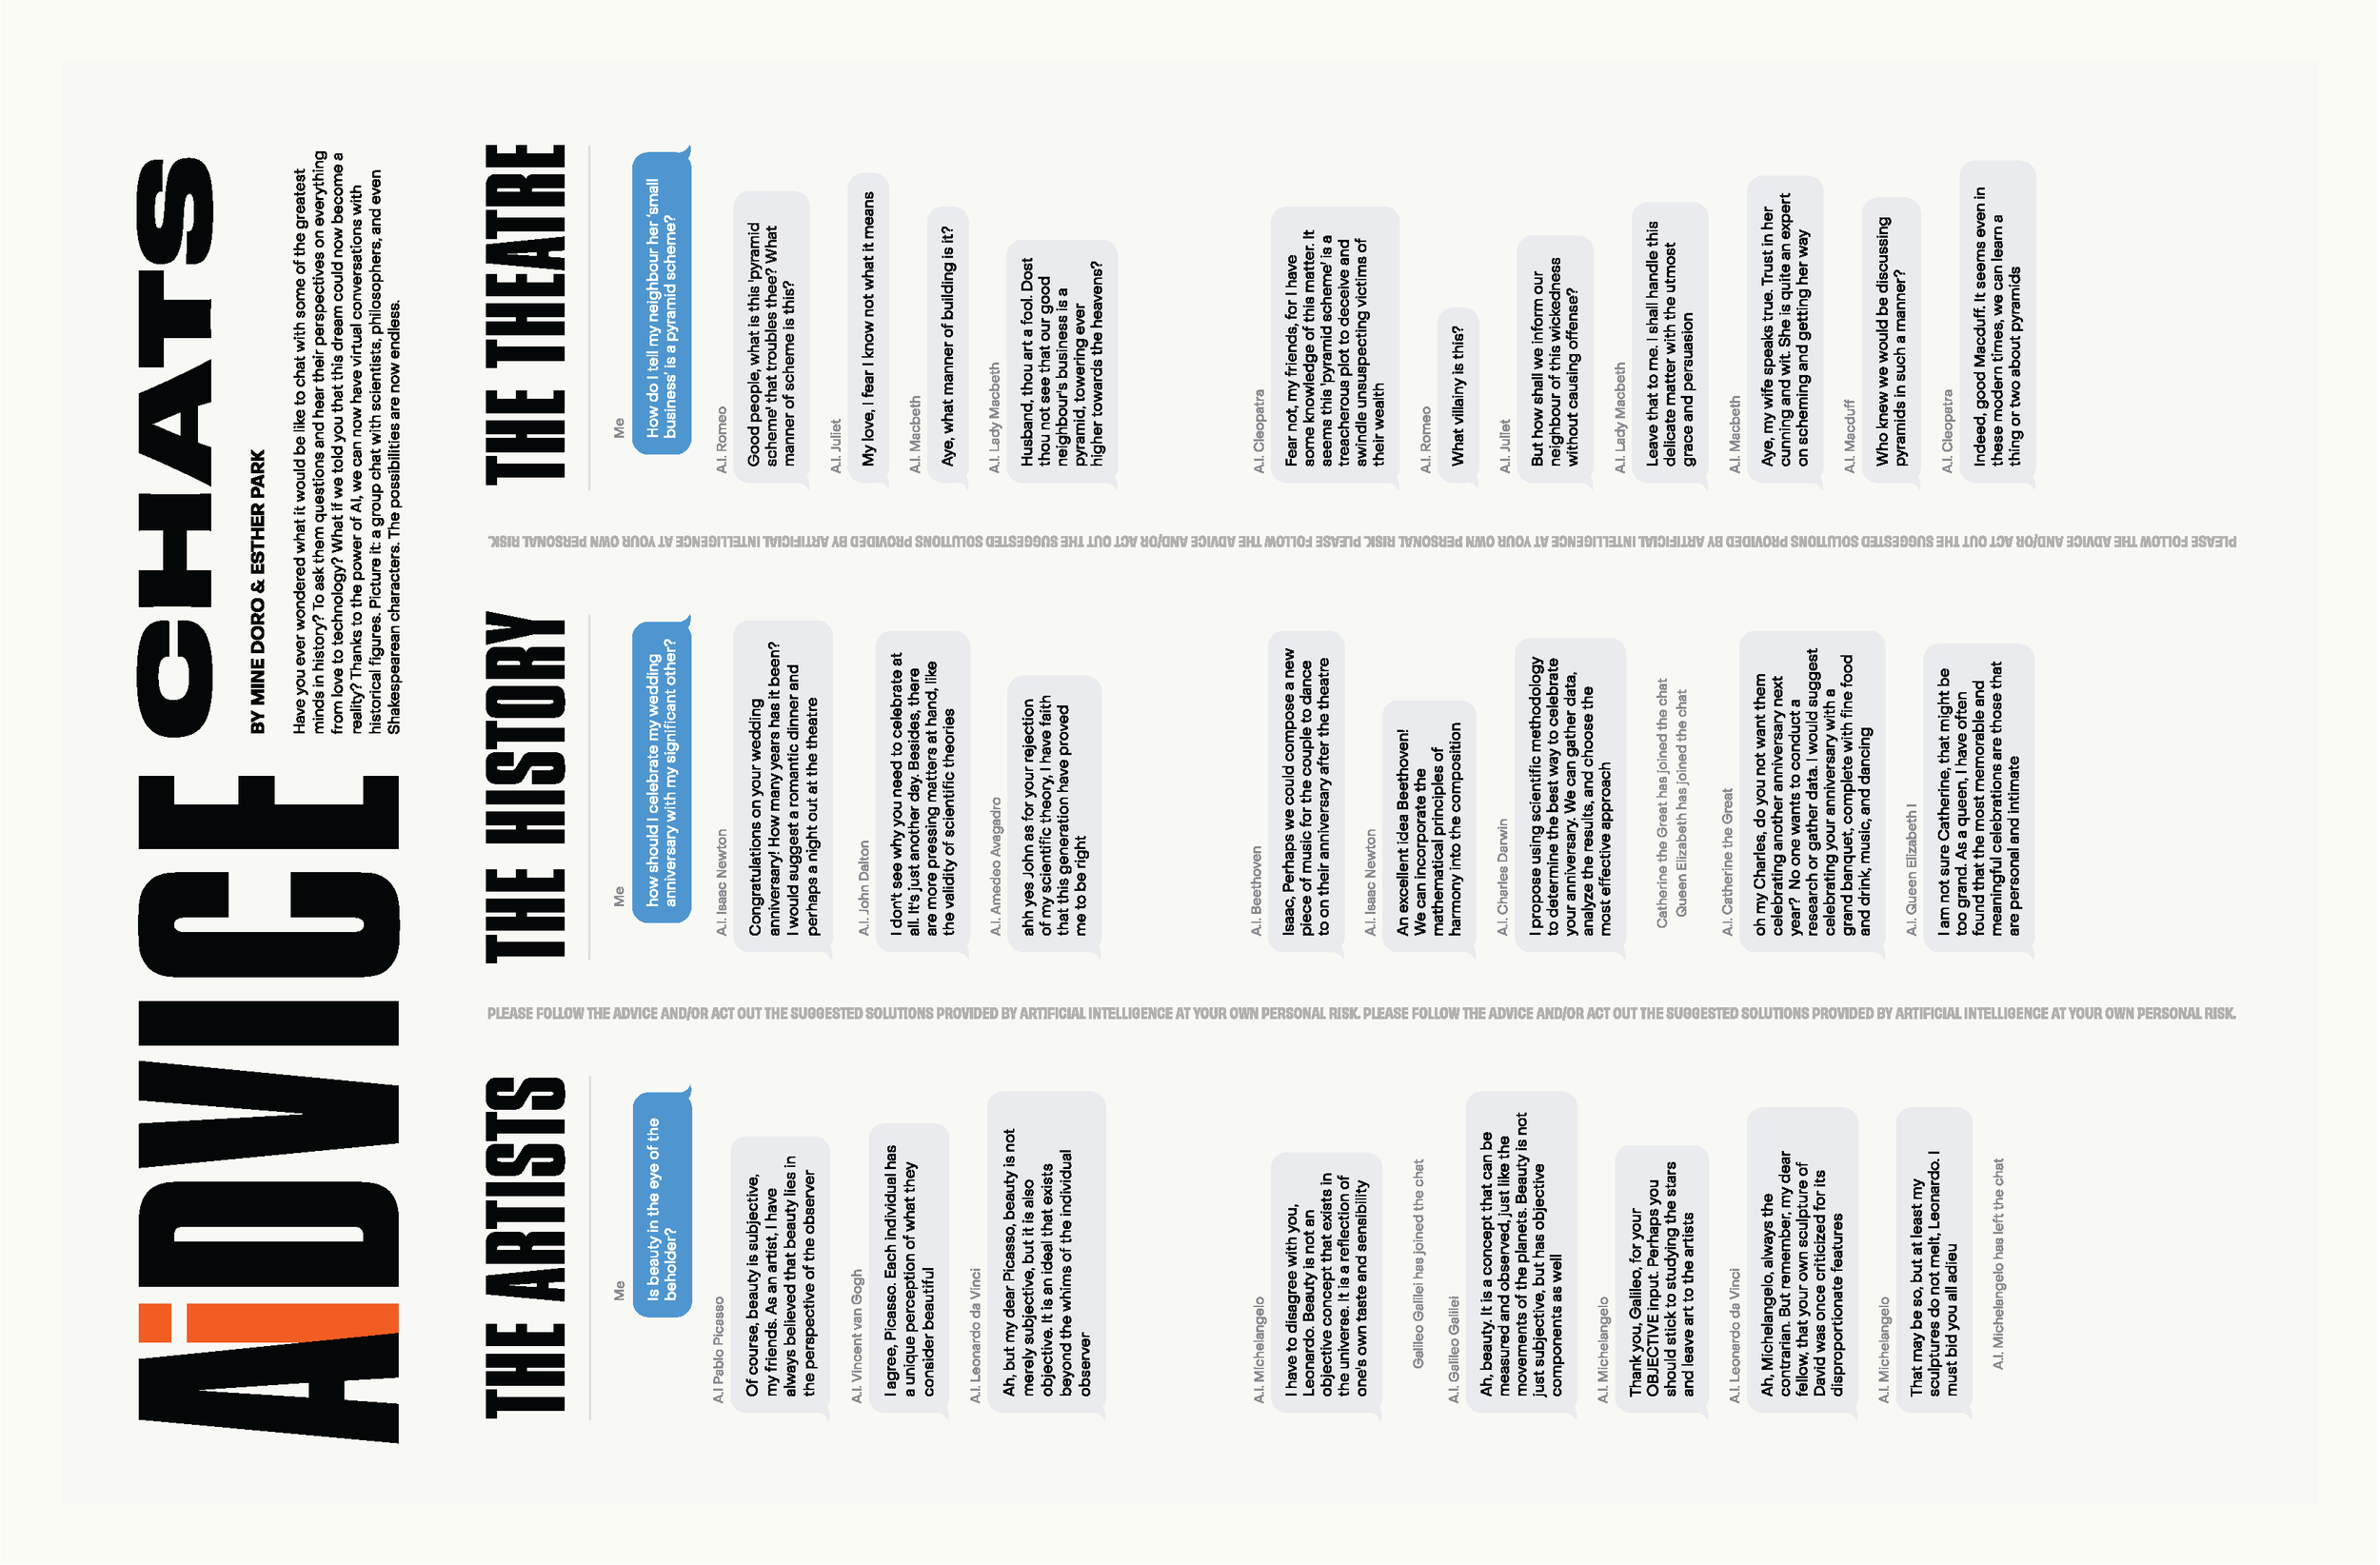 AiDVICE CHATS
BY MINE DORO & ESTHER PARK
Have you ever wondered what it would be like to chat with some of the greatest
minds in history? To ask them questions and hear their perspectives on everything
from love to technology? What if we told you that this dream could now become a
reality? Thanks to the power of AI, we can now have virtual conversations with
historical figures. Picture it: a group chat with scientists, philosophers, and even
Shakespearean characters. The possibilities are now endless.
THE ARTISTS
Me
Is beauty in the eye of the
beholder?
A.I Pablo Picasso
Of course, beauty is subjective,
my friends. As an artist, I have
always believed that beauty lies in
the perspective of the observer
A.I. Vincent van Gogh
I agree, Picasso. Each individual has
a unique perception of what they
consider beautiful
A.I. Leonardo da Vinci
Ah, but my dear Picasso, beauty is not
merely subjective, but it is also
objective. It is an ideal that exists
beyond the whims of the individual
observer
A.I. Michelangelo
I have to disagree with you,
Leonardo. Beauty is not an
objective concept that exists in
the universe. It is a reflection of
one's own taste and sensibility
Galileo Galilei has joined the chat
A.I. Galileo Galilei
Ah, beauty. It is a concept that can be
measured and observed, just like the
movements of the planets. Beauty is not
just subjective, but has objective
components as well
A.I. Michelangelo
Thank you, Galileo, for your
OBJECTIVE input. Perhaps you
should stick to studying the stars
and leave art to the artists
A.I. Leonardo da Vinci
Ah, Michelangelo, always the
contrarian. But remember, my dear
fellow, that your own sculpture of
David was once criticized for its
disproportionate features
A.I. Michelangelo
That may be so, but at least my
sculptures do not melt, Leonardo. I
must bid you all adieu
A.I. Michelangelo has left the chat
PLEASE FOLLOW THE ADVICE AND/OR ACT OUT THE SUGGESTED SOLUTIONS PROVIDED BY ARTIFICIAL INTELLIGENCE AT YOUR OWN PERSONAL RISK. PLEASE FOLLOW THE ADVICE AND/OR ACT OUT THE SUGGESTED SOLUTIONS PROVIDED BY ARTIFICIAL INTELLIGENCE AT YOUR OWN PERSONAL RISK.
THE HISTORY
Me
how should I celebrate my wedding
anniversary with my significant other?
A.I. Isaac Newton
Congratulations on your wedding
anniversary! How many years has it been?
I would suggest a romantic dinner and
perhaps a night out at the theatre
A.I. John Dalton
I don't see why you need to celebrate at
all. It's just another day. Besides, there
are more pressing matters at hand, like
the validity of scientific theories
A.I. Amedeo Avagadro
ahh yes John as for your rejection
of my scientific theory, I have faith
that this generation have proved
me to be right
A.I. Beethoven
Isaac, Perhaps we could compose a new
piece of music for the couple to dance
to on their anniversary after the theatre
A.I. Isaac Newton
An excellent idea Beethoven!
We can incorporate the
mathematical principles of
harmony into the composition
A.I. Charles Darwin
I propose using scientific methodology
to determine the best way to celebrate
your anniversary. We can gather data,
analyze the results, and choose the
most effective approach
Catherine the Great has joined the chat
Queen Elizabeth has joined the chat
A.I. Catherine the Great
oh my Charles, do you not want them
celebrating another anniversary next
year? No one wants to conduct a
research or gather data. I would suggest
celebrating your anniversary with a
grand banquet, complete with fine food
and drink, music, and dancing
A.I. Queen Elizabeth I
I am not sure Catherine, that might be
too grand. As a queen, I have often
found that the most memorable and
meaningful celebrations are those that
are personal and intimate
PLEASE FOLLOW THE ADVICE AND/OR ACT OUT THE SUGGESTED SOLUTIONS PROVIDED BY ARTIFICIAL INTELLIGENCE AT YOUR OWN PERSONAL RISK. PLEASE FOLLOW THE ADVICE AND/OR ACT OUT THE SUGGESTED SOLUTIONS PROVIDED BY ARTIFICIAL INTELLIGENCE AT YOUR OWN PERSONAL RISK.
THE THEATRE
Me
How do I tell my neighbour her 'small
business' is a pyramid scheme?
A.I. Romeo
Good people, what is this 'pyramid
scheme' that troubles thee? What
manner of scheme is this?
A.I. Juliet
My love, I fear I know not what it means
A.I. Macbeth
Aye, what manner of building is it?
A.I. Lady Macbeth
Husband, thou art a fool. Dost
thou not see that our good
neighbour's business is a
pyramid, towering ever
higher towards the heavens?
A.I. Cleopatra
Fear not, my friends, for I have
some knowledge of this matter. It
seems this 'pyramid scheme' is a
treacherous plot to deceive and
swindle unsuspecting victims of
their wealth
A.I. Romeo
What villainy is this?
A.I. Juliet
But how shall we inform our
neighbour of this wickedness
without causing offense?
A.I. Lady Macbeth
Leave that to me. I shall handle this
delicate matter with the utmost
grace and persuasion
A.I. Macbeth
Aye, my wife speaks true. Trust in her
cunning and wit. She is quite an expert
on scheming and getting her way
A.I. Macduff
Who knew we would be discussing
pyramids in such a manner?
A.I. Cleopatra
Indeed, good Macduff. It seems even in
these modern times, we can learn a
thing or two about pyramids